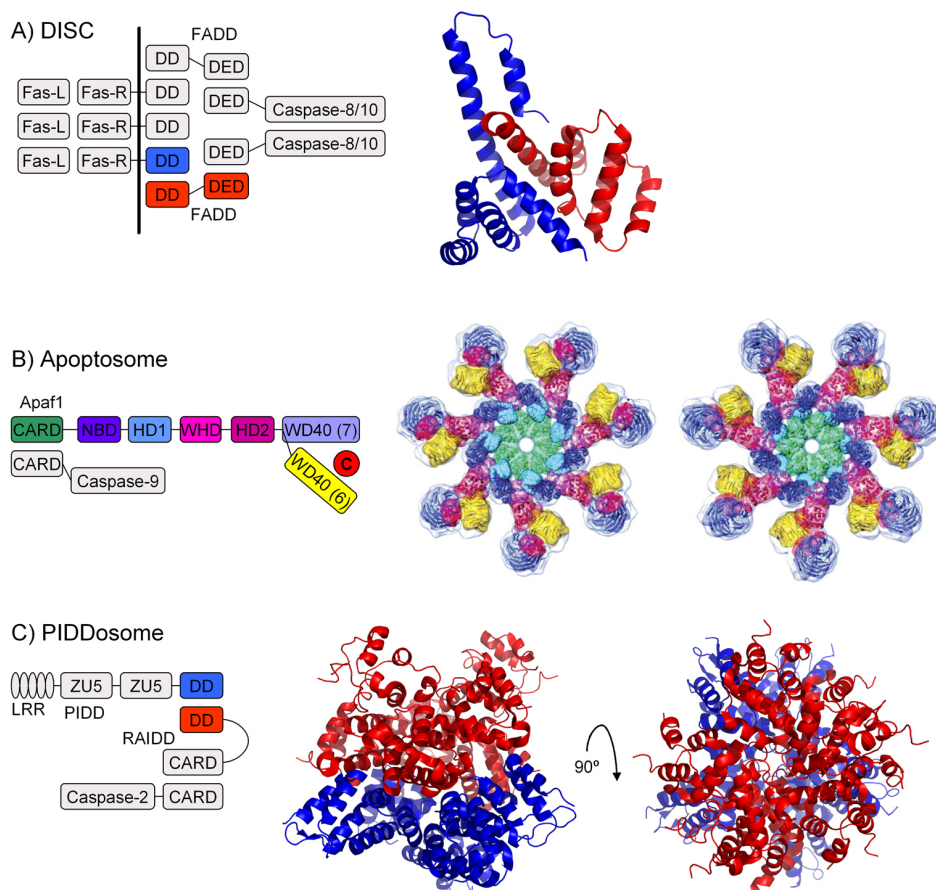 A) DISC
FADD
DD
DED
Fas-L Fas-R DD
DED
Caspase-8/10
Fas-L Fas-R DD
DED
Caspase-8/10
Fas-L Fas-R DD
DD DED
FADD
B) Apoptosome
Apaf1
CARD NBD HD1 WHD HD2 WD40 (7)
CARD
Caspase-9
WD40 (6)
C
C) PIDDosome
ZU5 ZU5 DD
LRR PIDD
DD
RAIDD
CARD
Caspase-2 CARD
90º